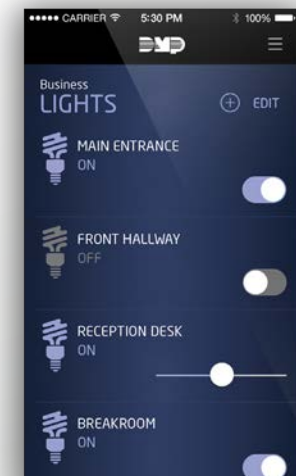 CARRIER 5:30 PM 100%
DMP
Business
LIGHTS EDIT
MAIN ENTRANCE
ON
FRONT HALLWAY
OFF
RECEPTION DESK
ON
BREAKROOM
ON